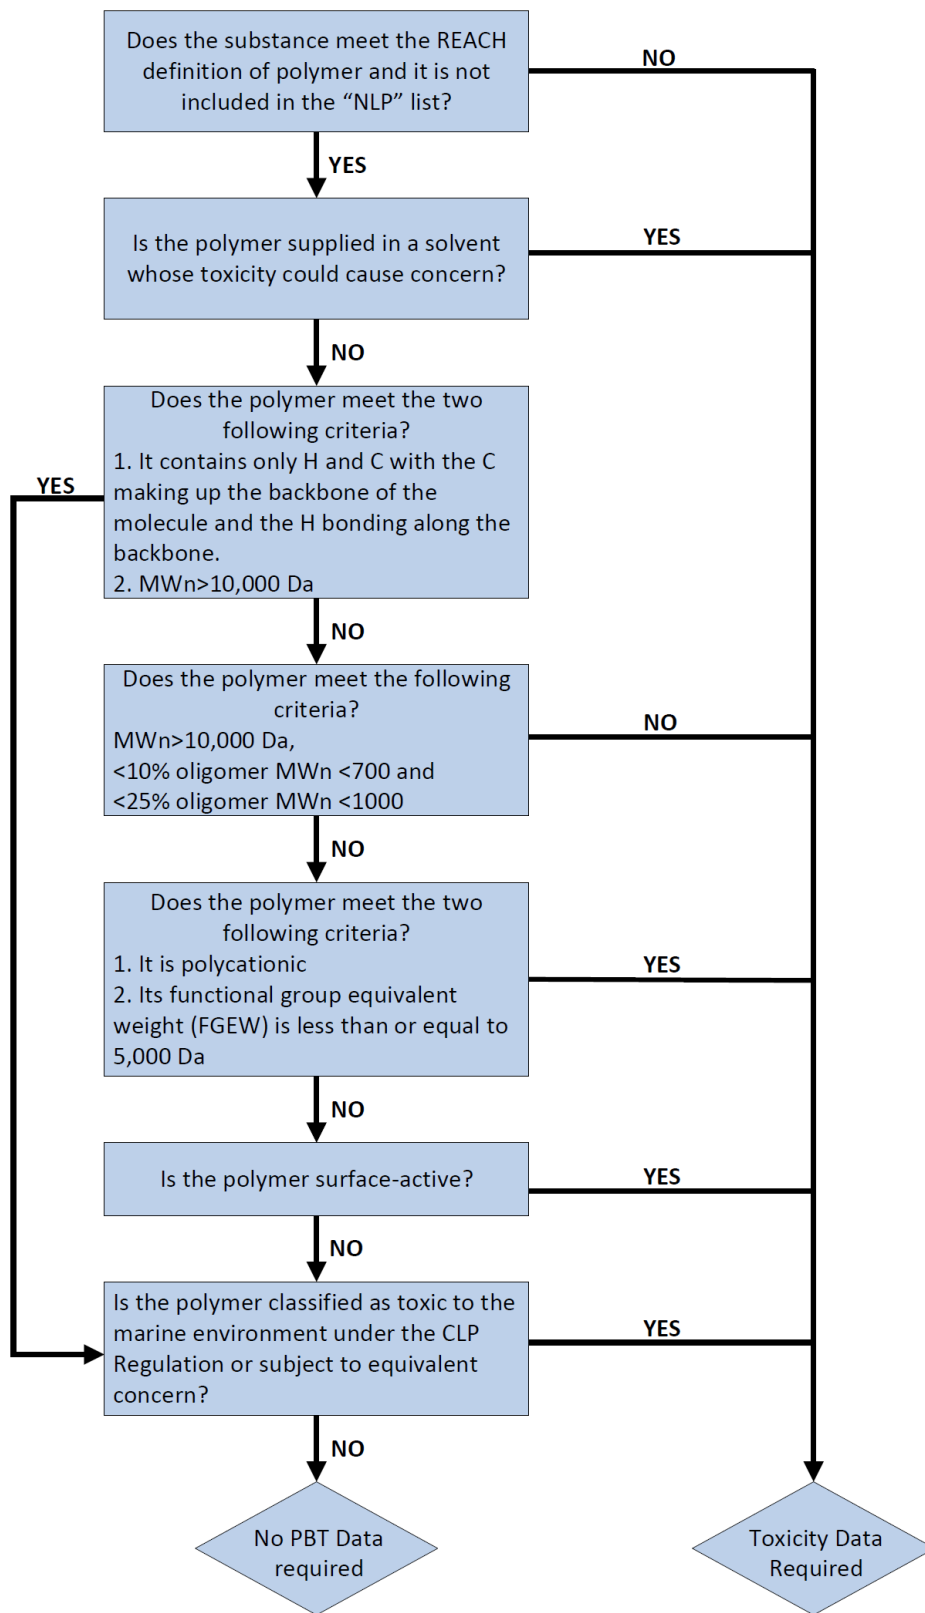 Does the substance meet the REACH
definition of polymer and it is not
included in the “NLP” list?
NO
YES
Is the polymer supplied in a solvent
whose toxicity could cause concern?
YES
NO
Does the polymer meet the two
following criteria?
1. It contains only H and C with the C
making up the backbone of the
molecule and the H bonding along the
backbone.
2. MWn>10,000 Da
YES
NO
Does the polymer meet the following
criteria?
MWn>10,000 Da,
<10% oligomer MWn <700 and
<25% oligomer MWn <1000
NO
NO
Does the polymer meet the two
following criteria?
1. It is polycationic
2. Its functional group equivalent
weight (FGEW) is less than or equal to
5,000 Da
YES
NO
Is the polymer surface-active?
YES
NO
Is the polymer classified as toxic to the
marine environment under the CLP
Regulation or subject to equivalent
concern?
YES
NO
No PBT Data
required
Toxicity Data
Required